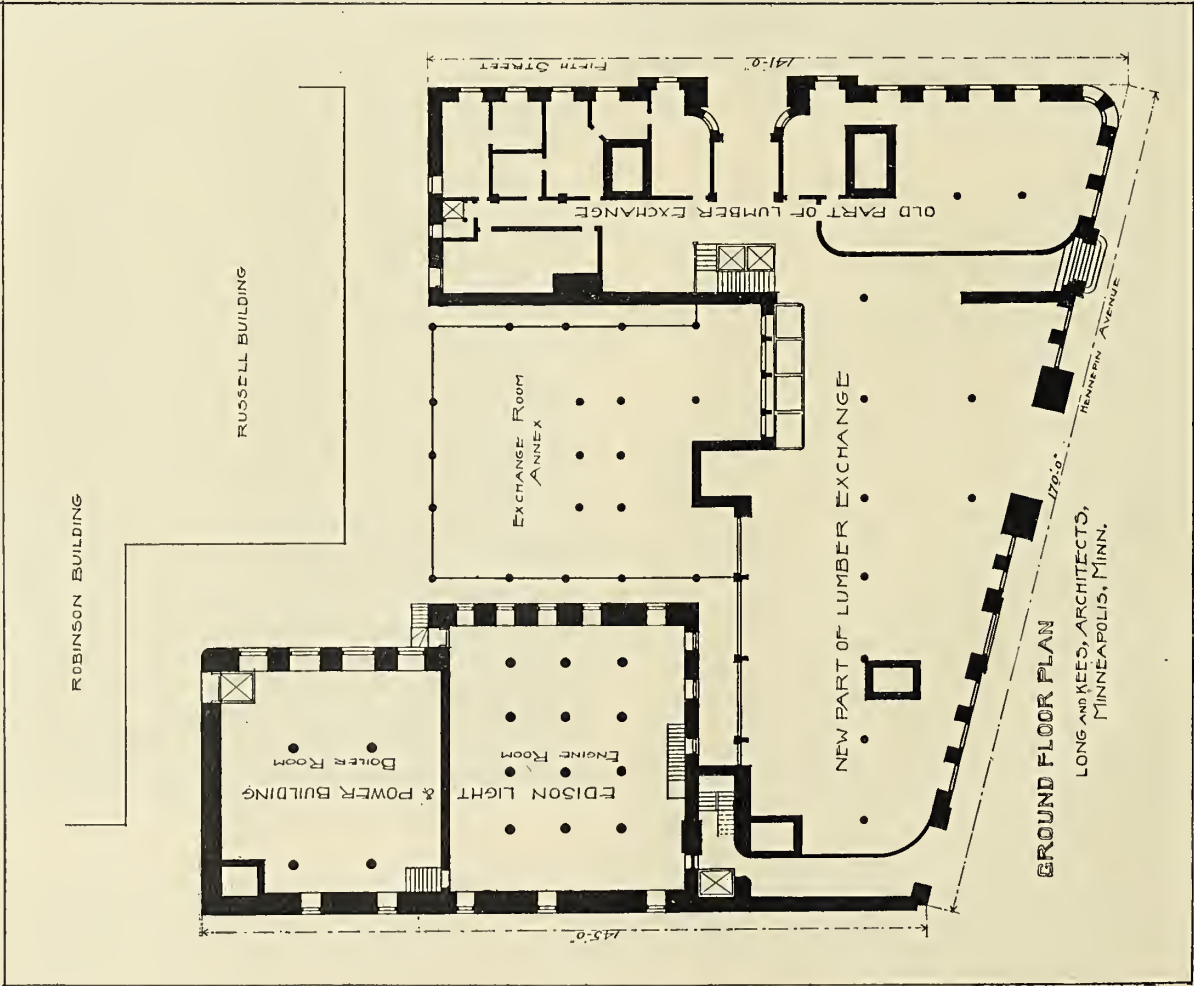 FIFTH STREET
141'-0"
OLD PART OF LUMBER EXCHANGE
RUSSELL BUILDING
ROBINSON BUILDING
EXCHANGE ROOM
ANNEX
NEW PART OF LUMBER EXCHANGE
HENNEPIN AVENUE
170'-0"
EDISON LIGHT & POWER BUILDING
ENGINE ROOM
BOILER ROOM
145'-0"
GROUND FLOOR PLAN
LONG AND KEES, ARCHITECTS,
MINNEAPOLIS, MINN.